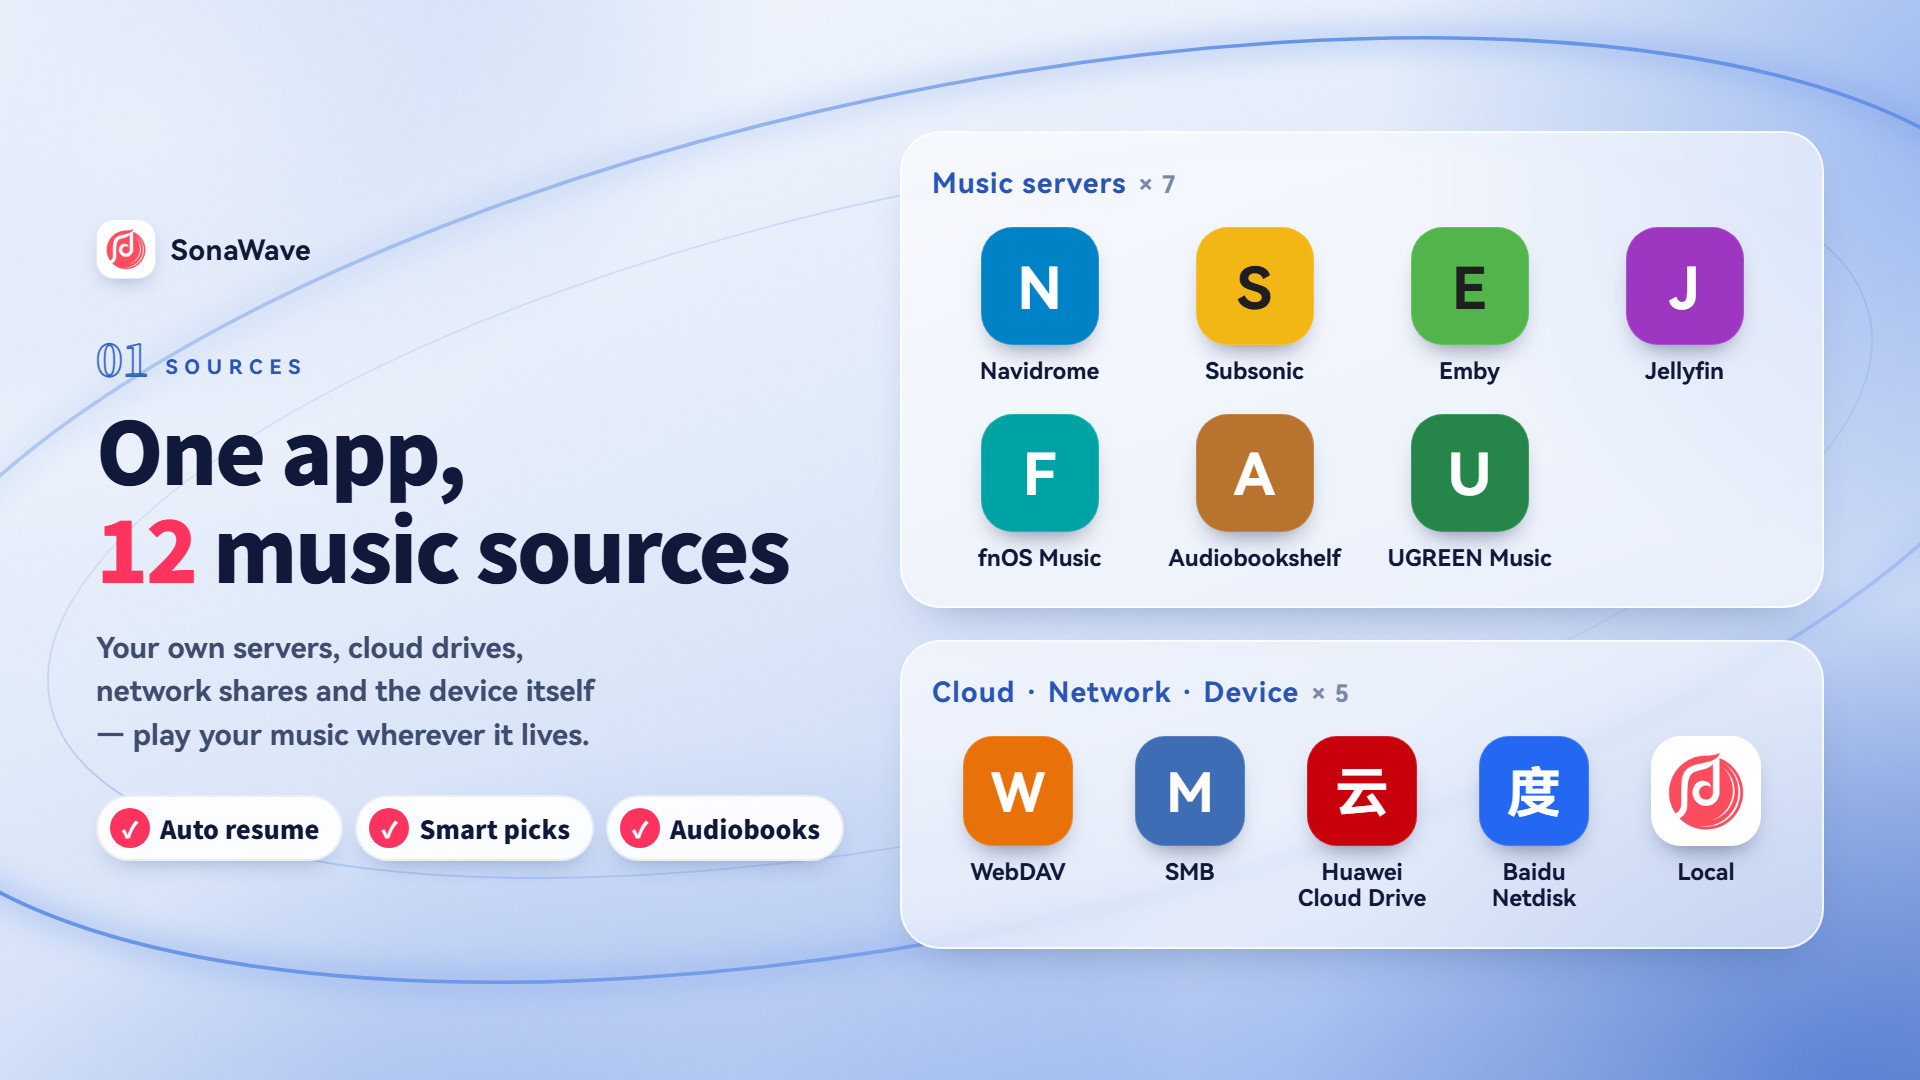 SonaWave
01 SOURCES
One app,
12 music sources
Your own servers, cloud drives,
network shares and the device itself
— play your music wherever it lives.
✓ Auto resume
✓ Smart picks
✓ Audiobooks
Music servers × 7
N
S
E
J
Navidrome
Subsonic
Emby
Jellyfin
F
A
U
fnOS Music
Audiobookshelf
UGREEN Music
Cloud · Network · Device × 5
W
M
云
度
WebDAV
SMB
Huawei
Cloud Drive
Baidu
Netdisk
Local